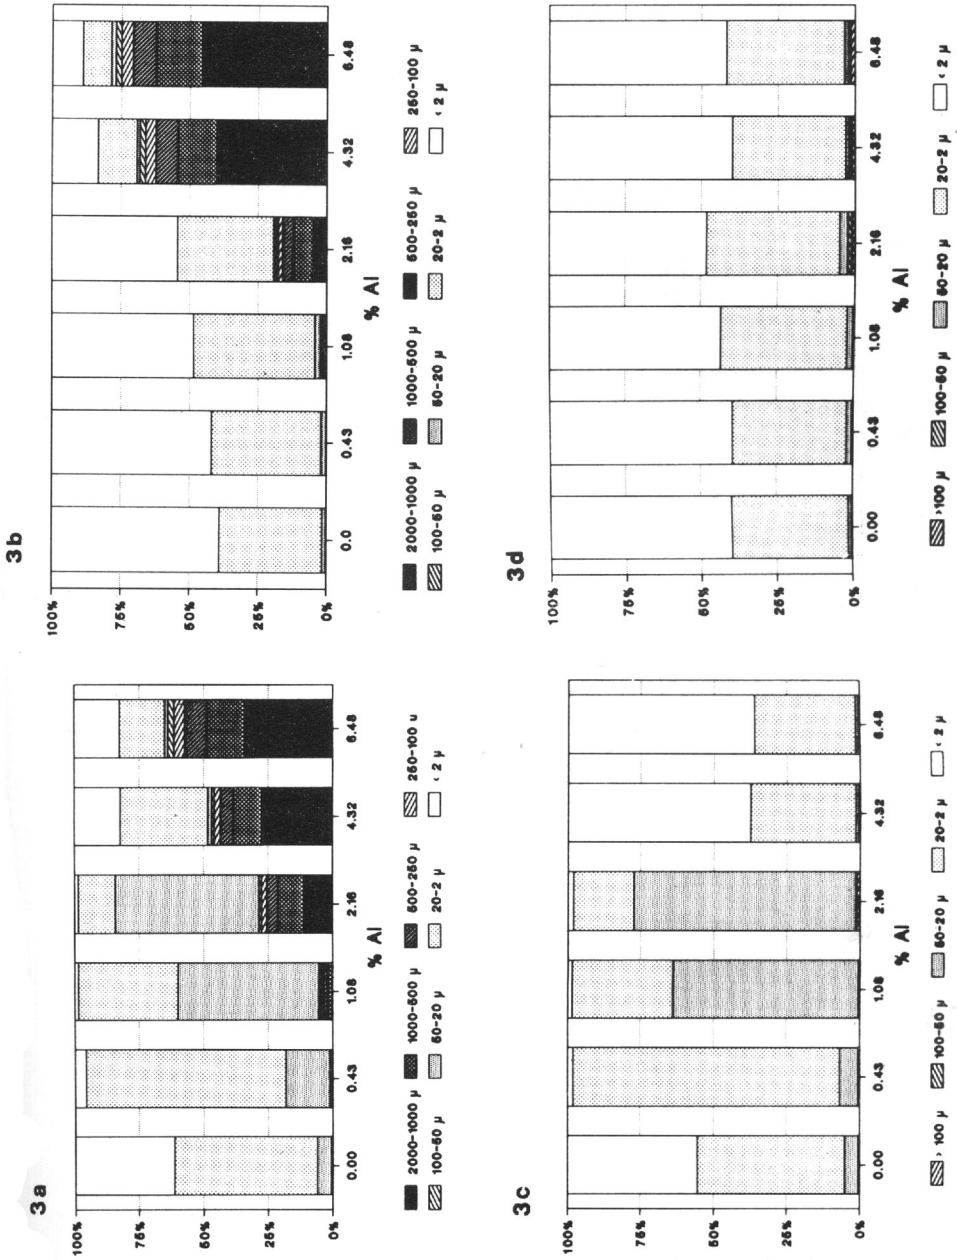 3a
100%
75%
50%
25%
0%
0.00 0.43 1.08 2.16 4.32 6.48
% Al
2000-1000 µ 1000-500 µ 500-250 µ 250-100 u
100-50 µ 50-20 µ 20-2 µ < 2 µ
3b
100%
75%
50%
25%
0%
0.0 0.43 1.08 2.16 4.32 6.48
% Al
2000-1000 µ 1000-500 µ 500-250 µ 250-100 µ
100-50 µ 50-20 µ 20-2 µ < 2 µ
3c
100%
75%
50%
25%
0%
0.00 0.43 1.08 2.16 4.32 6.48
% Al
> 100 µ 100-50 µ 50-20 µ 20-2 µ < 2 µ
3d
100%
75%
50%
25%
0%
0.00 0.43 1.08 2.16 4.32 6.48
% Al
>100 µ 100-50 µ 50-20 µ 20-2 µ < 2 µ